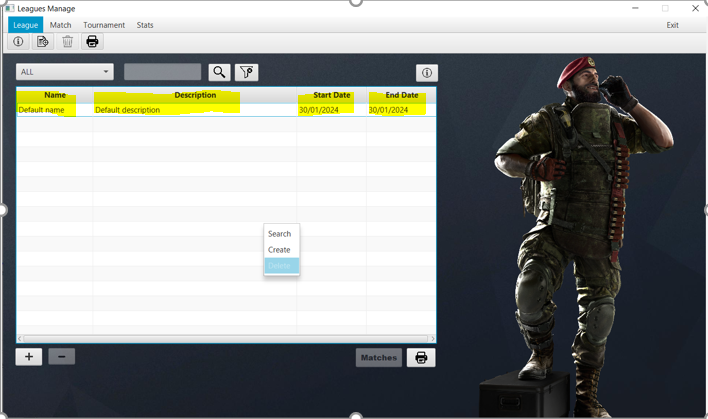 Leagues Manage
League Match Tournament Stats Exit
ALL
Name Description Start Date End Date
Default name Default description 30/01/2024 30/01/2024
Search
Create
Delete
Matches